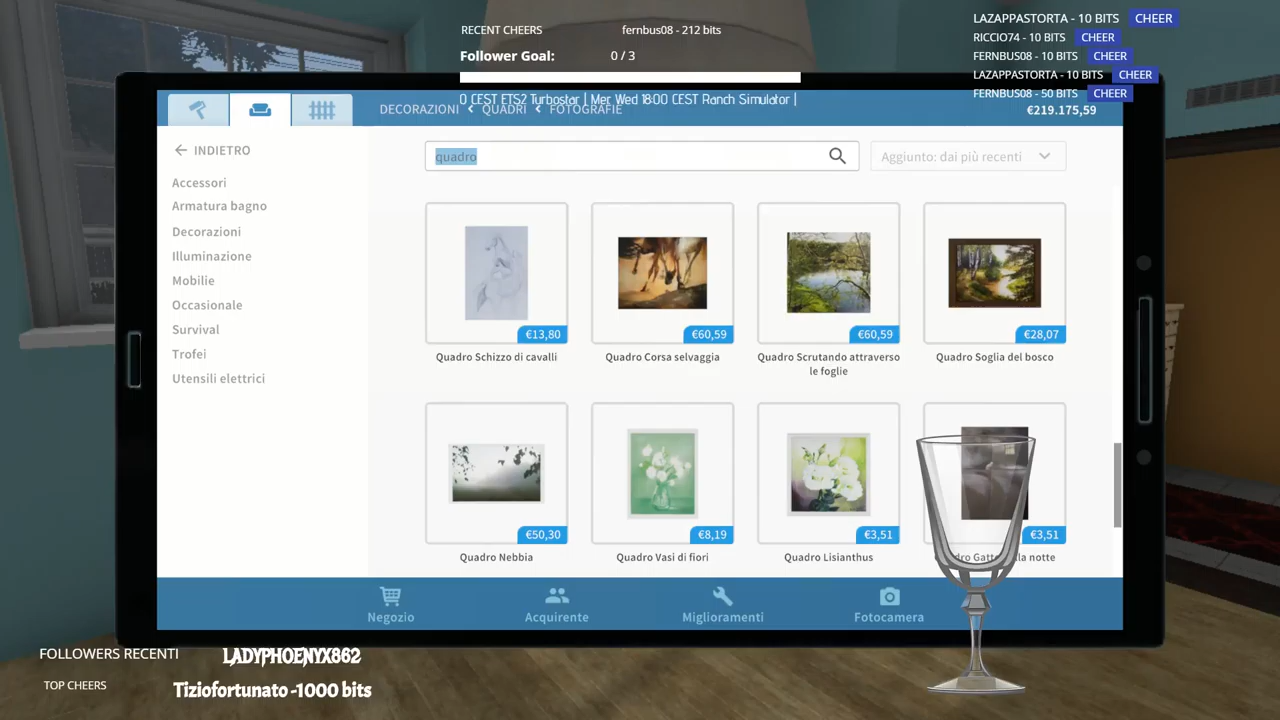 RECENT CHEERS
fernbus08 - 212 bits
Follower Goal:
0 / 3
LAZAPPASTORTA - 10 BITS CHEER
RICCIO74 - 10 BITS CHEER
FERNBUS08 - 10 BITS CHEER
LAZAPPASTORTA - 10 BITS CHEER
FERNBUS08 - 50 BITS CHEER
0 CEST ETS2 Turbostar | Mer Wed 18:00 CEST Ranch Simulator |
DECORAZIONI < QUADRI < FOTOGRAFIE
€219.175,59
INDIETRO
Accessori
Armatura bagno
Decorazioni
Illuminazione
Mobilie
Occasionale
Survival
Trofei
Utensili elettrici
quadro
Aggiunto: dai più recenti
€13,80
€60,59
€60,59
€28,07
Quadro Schizzo di cavalli
Quadro Corsa selvaggia
Quadro Scrutando attraverso
le foglie
Quadro Soglia del bosco
€50,30
€8,19
€3,51
€3,51
Quadro Nebbia
Quadro Vasi di fiori
Quadro Lisianthus
notte
Negozio
Acquirente
Miglioramenti
Fotocamera
FOLLOWERS RECENTI
LADYPHOENYX862
TOP CHEERS
Tiziofortunato -1000 bits